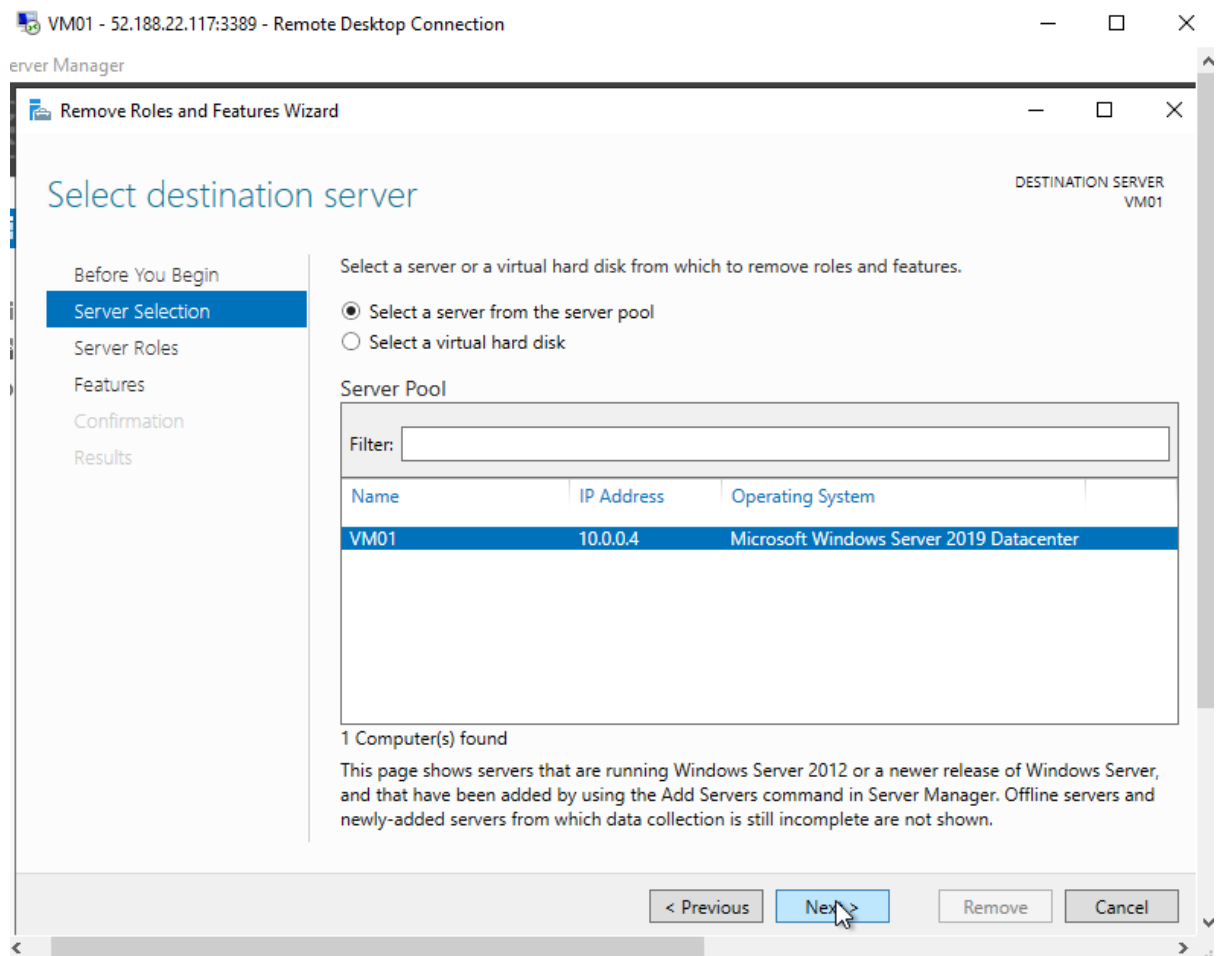 VM01 - 52.188.22.117:3389 - Remote Desktop Connection
erver Manager
Remove Roles and Features Wizard
Select destination server
DESTINATION SERVER
VM01
Before You Begin
Server Selection
Server Roles
Features
Confirmation
Results
Select a server or a virtual hard disk from which to remove roles and features.
Select a server from the server pool
Select a virtual hard disk
Server Pool
Filter:
Name IP Address Operating System
VM01 10.0.0.4 Microsoft Windows Server 2019 Datacenter
1 Computer(s) found
This page shows servers that are running Windows Server 2012 or a newer release of Windows Server,
and that have been added by using the Add Servers command in Server Manager. Offline servers and
newly-added servers from which data collection is still incomplete are not shown.
< Previous Next > Remove Cancel